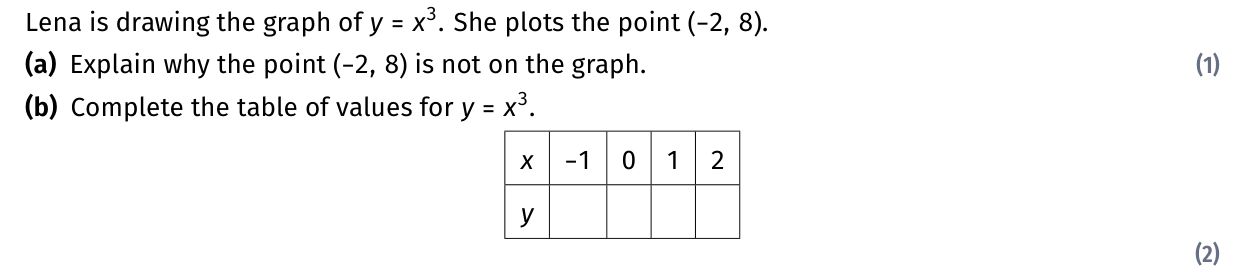 Lena is drawing the graph of y = x³. She plots the point (−2, 8).
(a) Explain why the point (−2, 8) is not on the graph. (1)
(b) Complete the table of values for y = x³.
x −1 0 1 2
y
(2)